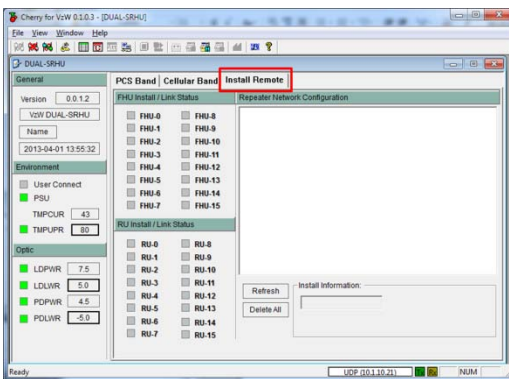 Cherry for VzW 0.1.0.3 - [DUAL-SRHU]
File View Window Help
DUAL-SRHU
General
Version 0.0.1.2
VzW DUAL-SRHU
Name
2013-04-01 13:55:32
Environment
User Connect
PSU
TMPCUR 43
TMPUPR 80
Optic
LDPWR 7.5
LDLWR 5.0
PDPWR 4.5
PDLWR -5.0
PCS Band Cellular Band Install Remote
FHU Install / Link Status
FHU-0 FHU-8
FHU-1 FHU-9
FHU-2 FHU-10
FHU-3 FHU-11
FHU-4 FHU-12
FHU-5 FHU-13
FHU-6 FHU-14
FHU-7 FHU-15
RU Install / Link Status
RU-0 RU-8
RU-1 RU-9
RU-2 RU-10
RU-3 RU-11
RU-4 RU-12
RU-5 RU-13
RU-6 RU-14
RU-7 RU-15
Repeater Network Configuration
Refresh
Delete All
Install Information:
Ready UDP (10.1.10.21) NUM